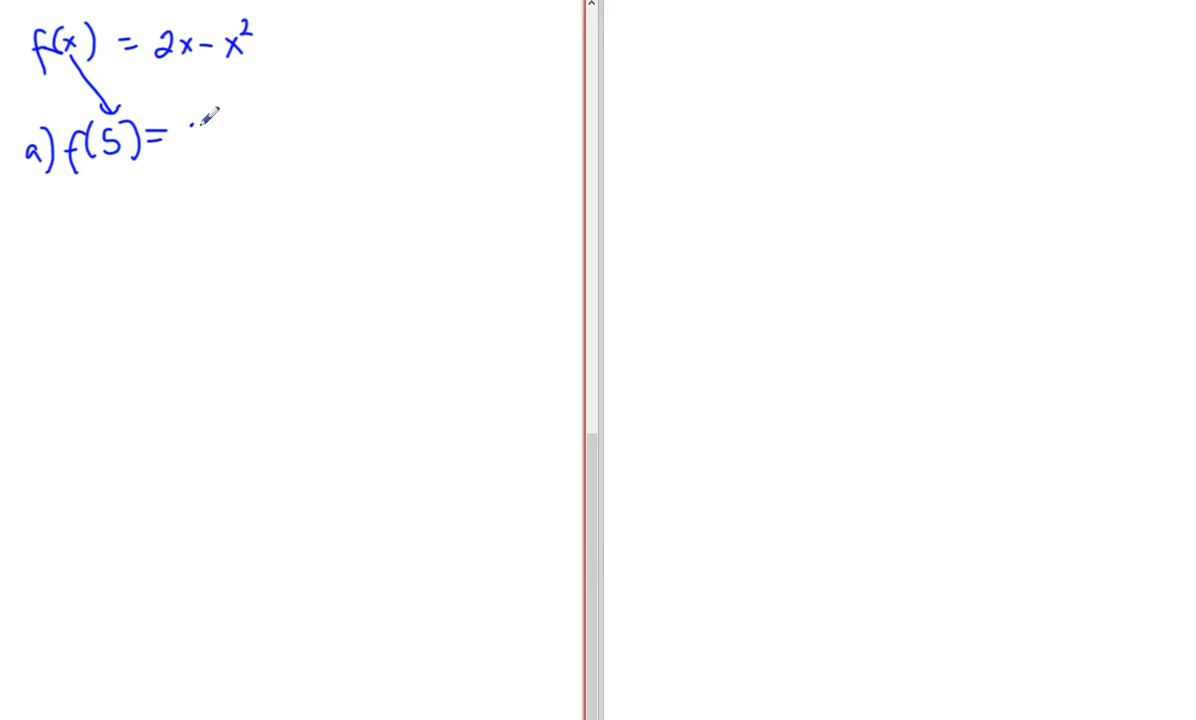 f(x) = 2x - x²
a) f(5) =